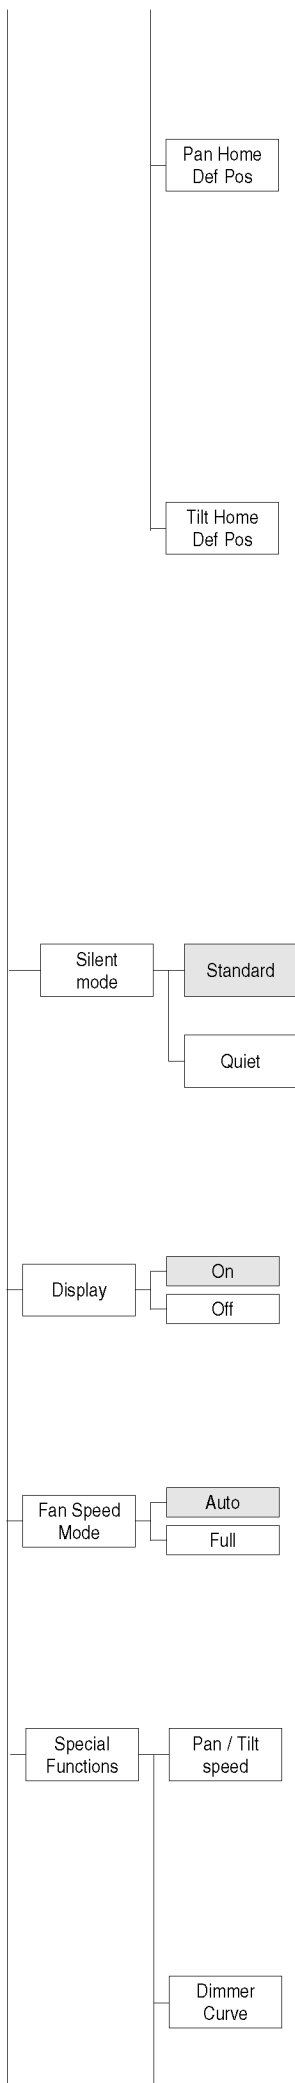 Pan Home
Def Pos
Tilt Home
Def Pos
Silent
mode
Standard
Quiet
Display
On
Off
Fan Speed
Mode
Auto
Full
Special
Functions
Pan / Tilt
speed
Dimmer
Curve